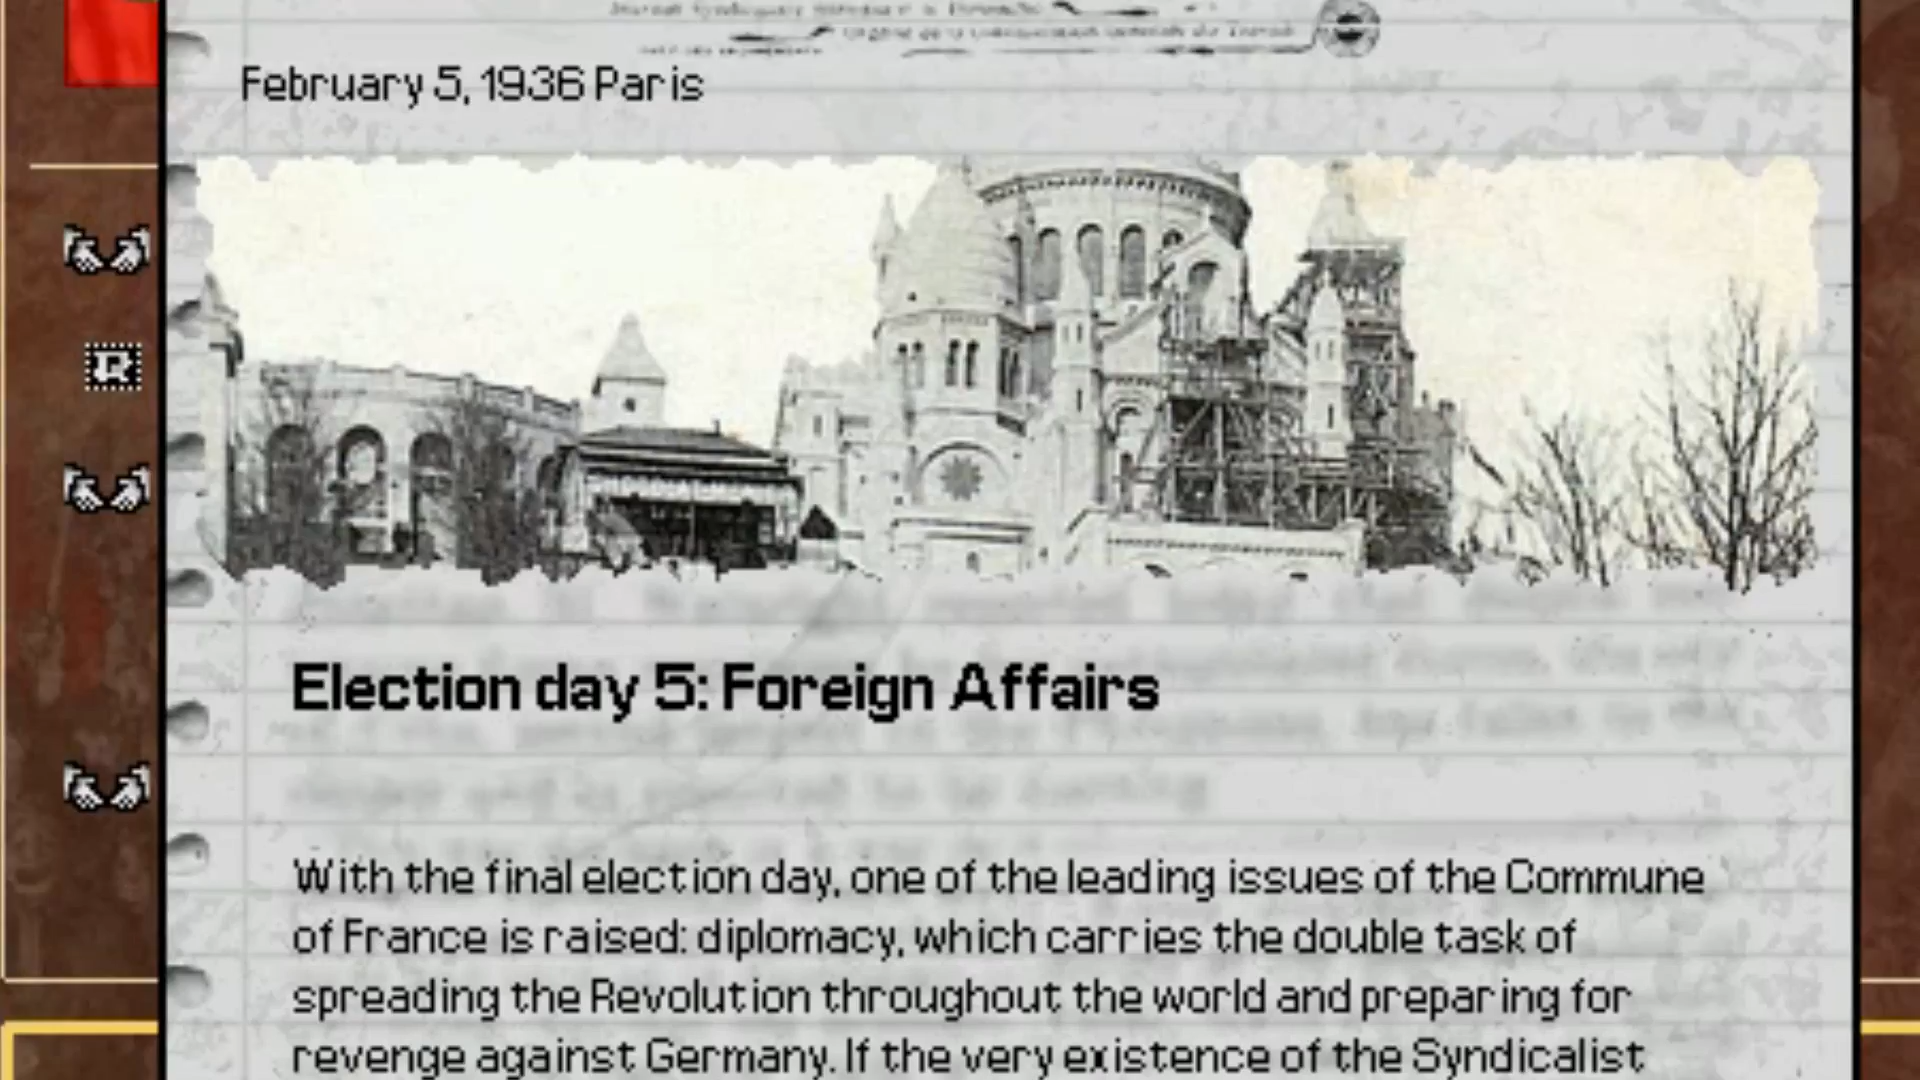 February 5, 1936 Paris
Election day 5: Foreign Affairs
With the final election day, one of the leading issues of the Commune
of France is raised: diplomacy, which carries the double task of
spreading the Revolution throughout the world and preparing for
revenge against Germany. If the very existence of the Syndicalist